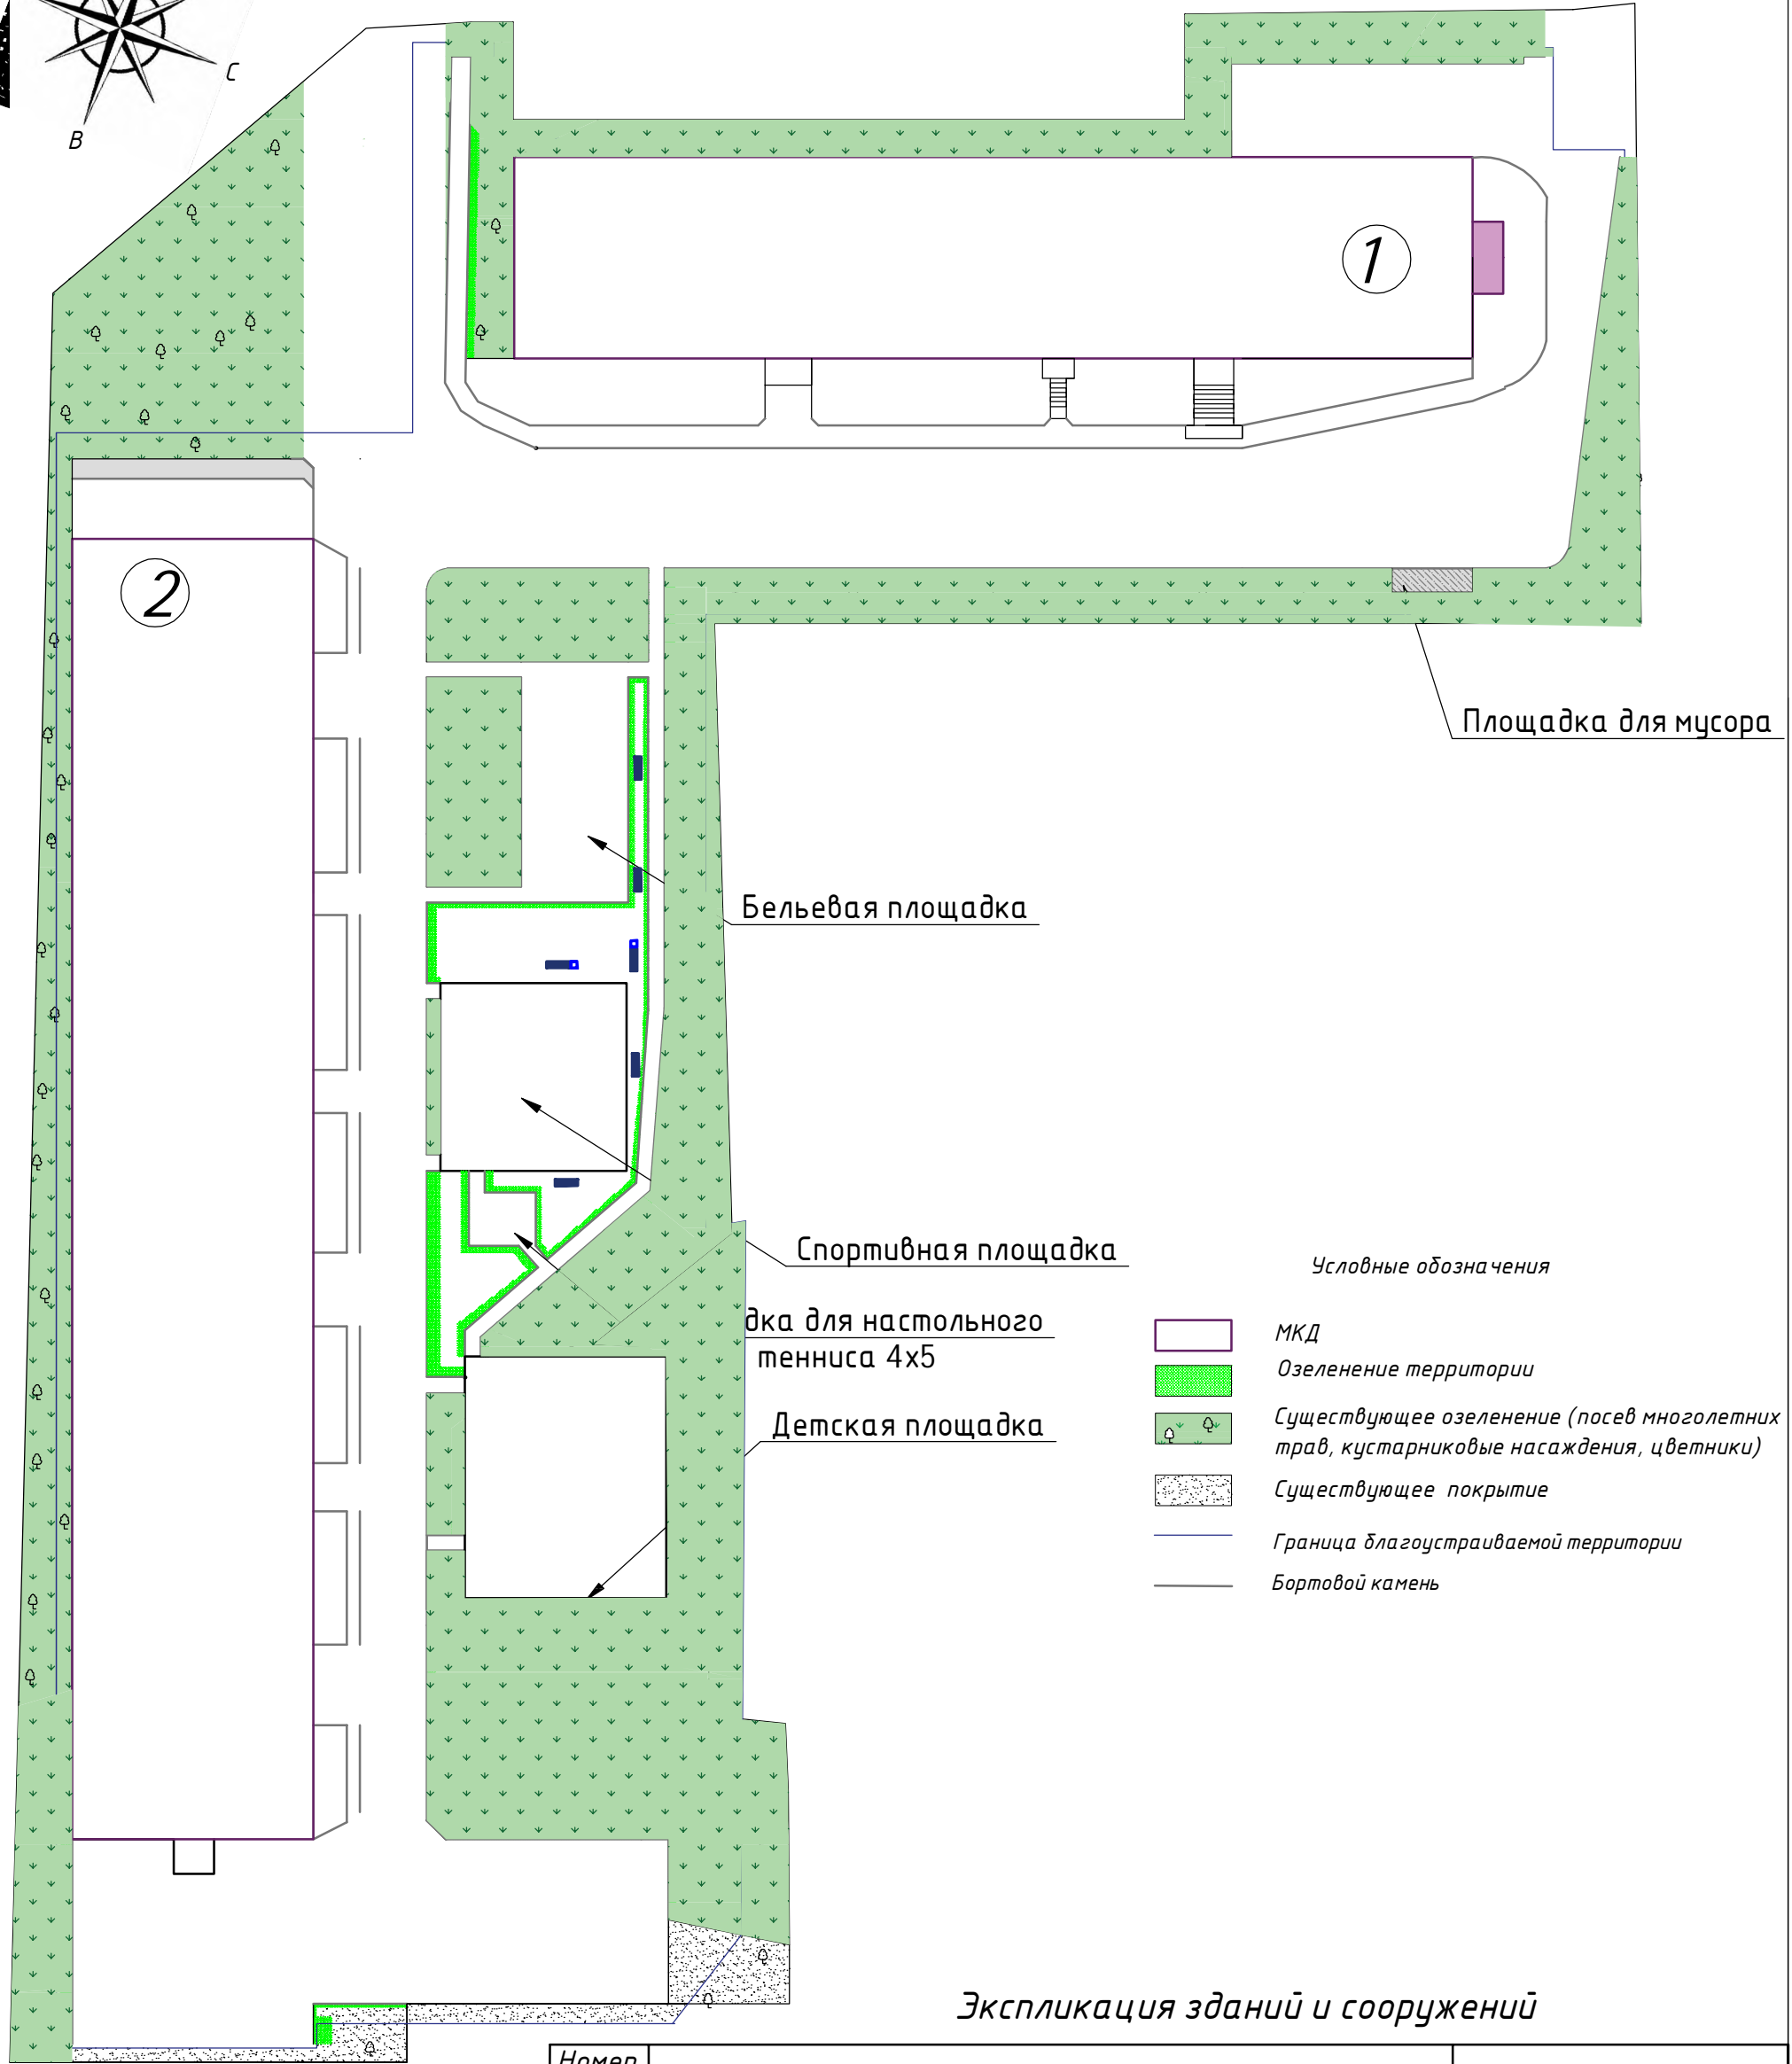 С
В
1
2
Площадка для мусора
Бельевая площадка
Спортивная площадка
дка для настольного
тенниса 4х5
Детская площадка
Условные обозначения
МКД
Озеленение территории
Существующее озеленение (посев многолетних
трав, кустарниковые насаждения, цветники)
Существующее покрытие
Граница благоустраиваемой территории
Бортовой камень
Экспликация зданий и сооружений
Номер